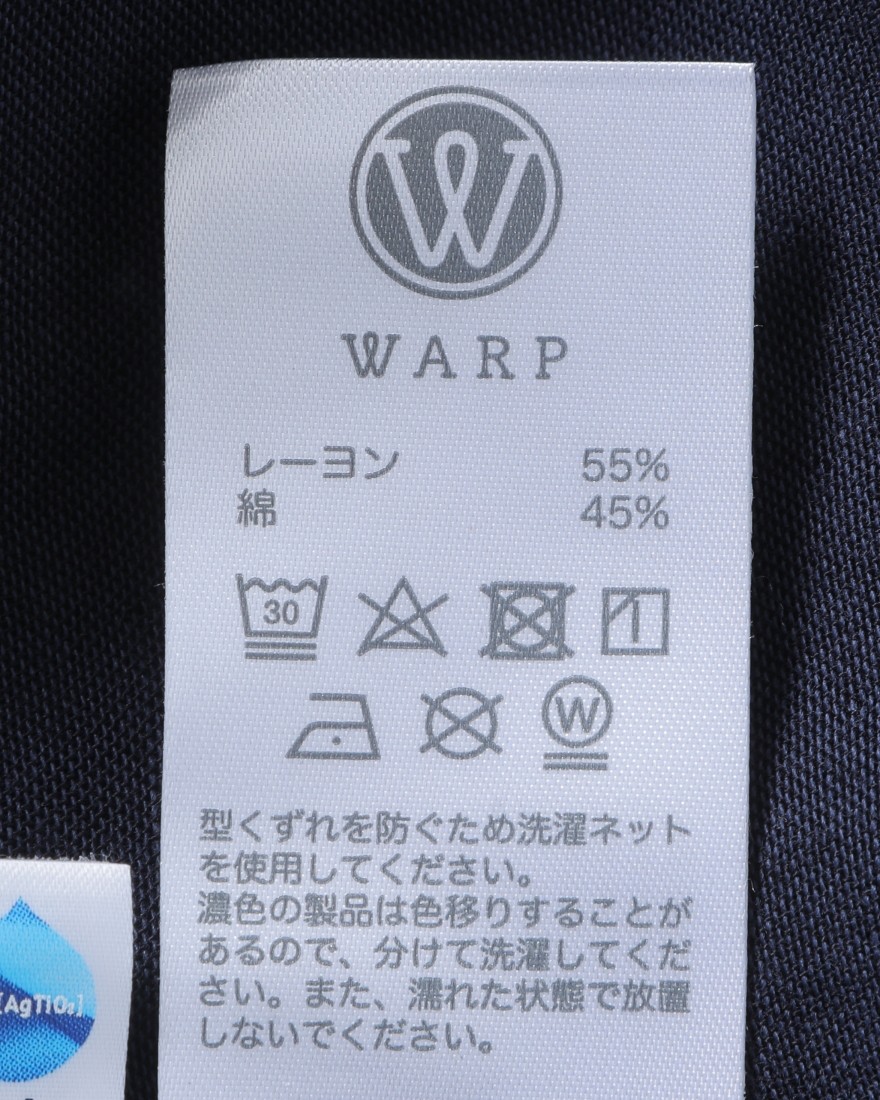 W
WARP
レーヨン 55%
綿 45%
30
W
型くずれを防ぐため洗濯ネット
を使用してください。
濃色の製品は色移りすることが
あるので、分けて洗濯してくだ
さい。また、濡れた状態で放置
しないでください。
[AgTiO₂]